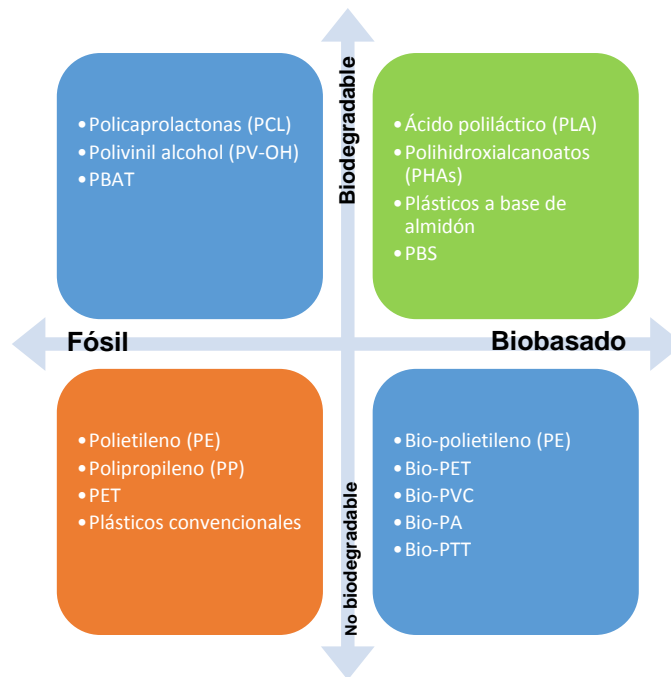 Biodegradable
•Policaprolactonas (PCL)
•Polivinil alcohol (PV-OH)
•PBAT
•Ácido poliláctico (PLA)
•Polihidroxialcanoatos
(PHAs)
•Plásticos a base de
almidón
•PBS
Fósil
Biobasado
•Polietileno (PE)
•Polipropileno (PP)
•PET
•Plásticos convencionales
•Bio-polietileno (PE)
•Bio-PET
•Bio-PVC
•Bio-PA
•Bio-PTT
No biodegradable